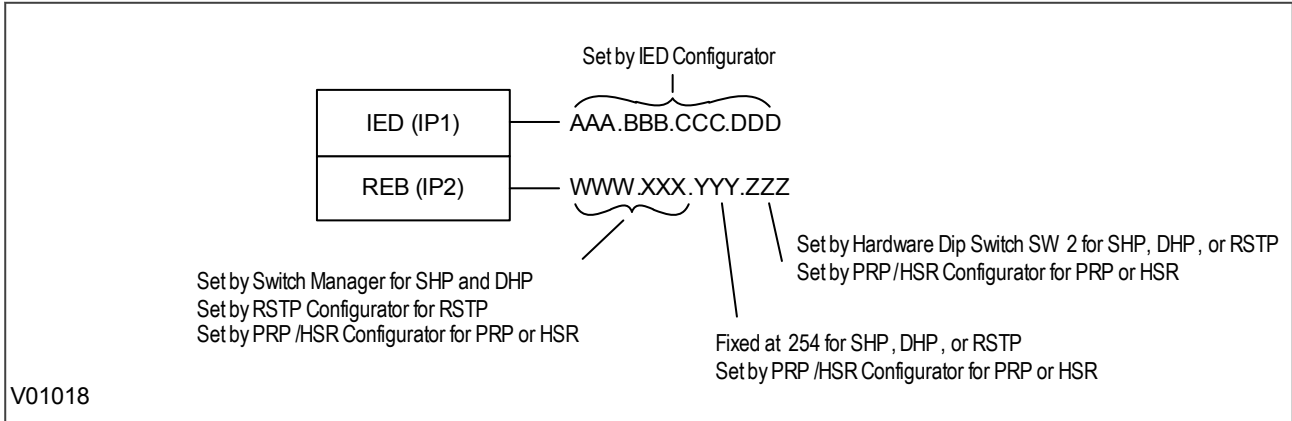 Set by IED Configurator
IED (IP1)
AAA.BBB.CCC.DDD
REB (IP2)
WWW.XXX.YYY.ZZZ
Set by Hardware Dip Switch SW 2 for SHP, DHP, or RSTP
Set by PRP/HSR Configurator for PRP or HSR
Set by Switch Manager for SHP and DHP
Set by RSTP Configurator for RSTP
Set by PRP /HSR Configurator for PRP or HSR
Fixed at 254 for SHP, DHP, or RSTP
Set by PRP /HSR Configurator for PRP or HSR
V01018